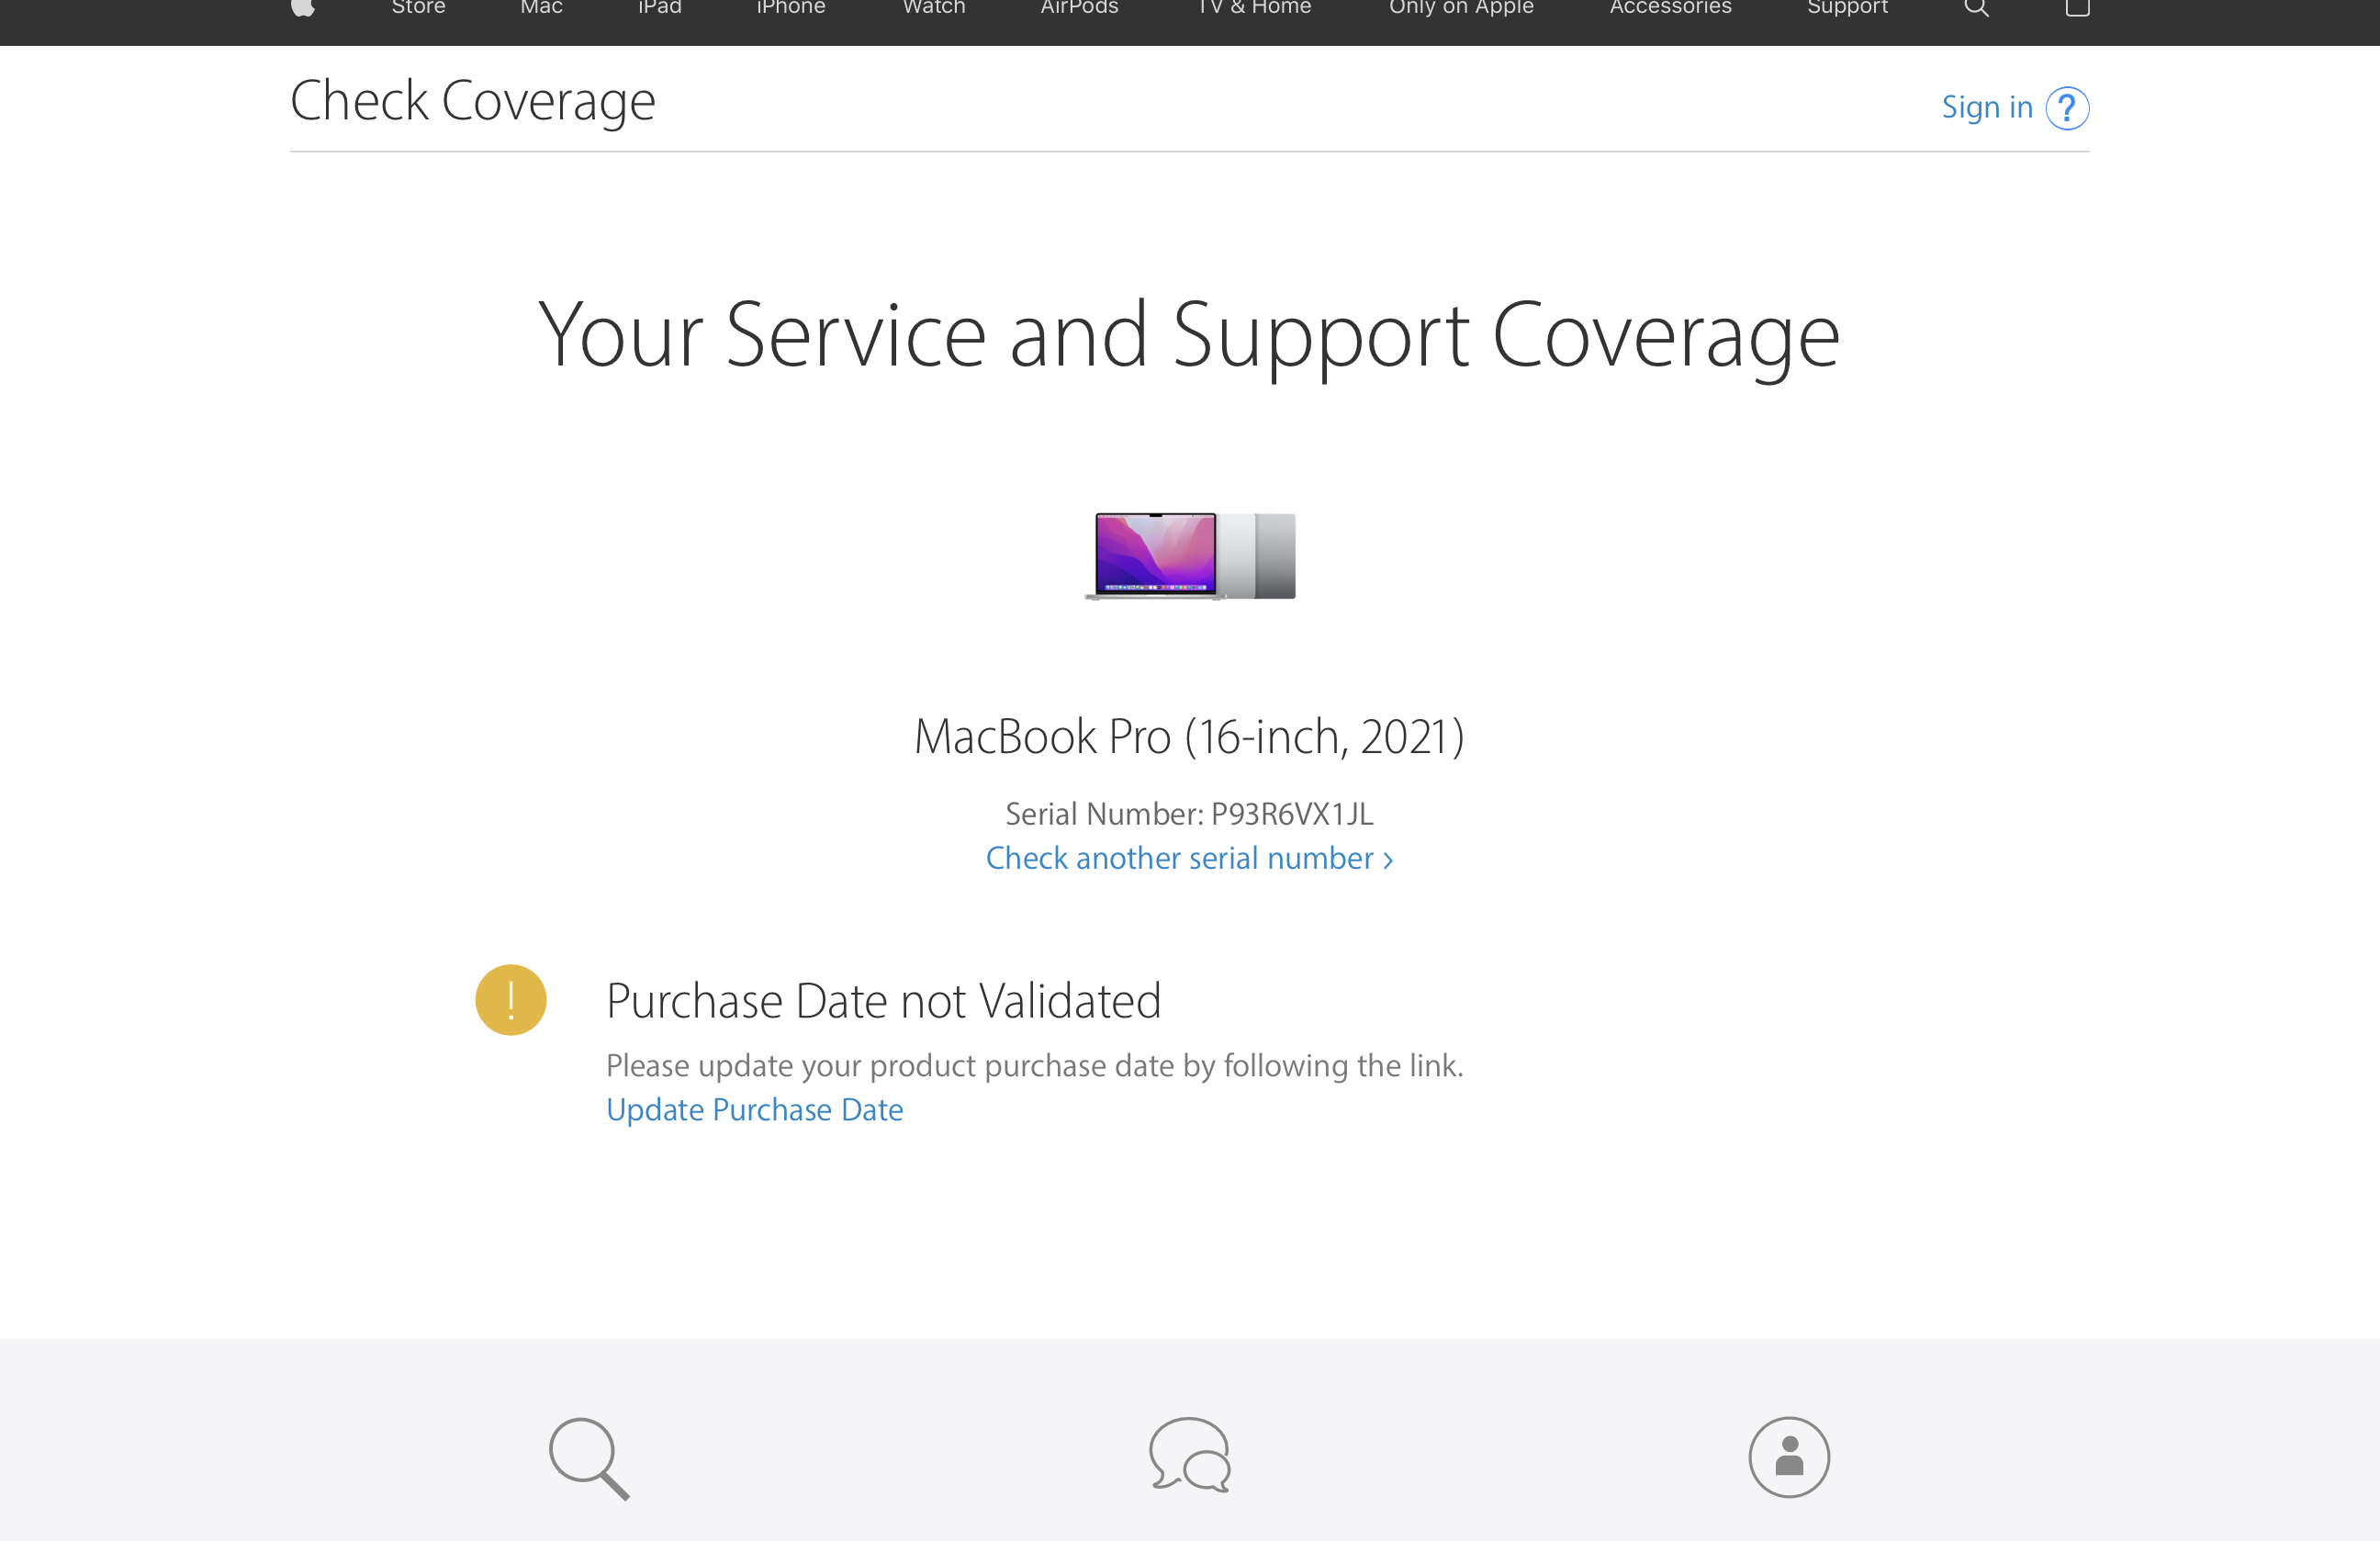 Store Mac iPad iPhone Watch AirPods TV & Home Only on Apple Accessories Support
Check Coverage
Sign in ?
Your Service and Support Coverage
MacBook Pro (16-inch, 2021)
Serial Number: P93R6VX1JL
Check another serial number ›
! Purchase Date not Validated
Please update your product purchase date by following the link.
Update Purchase Date